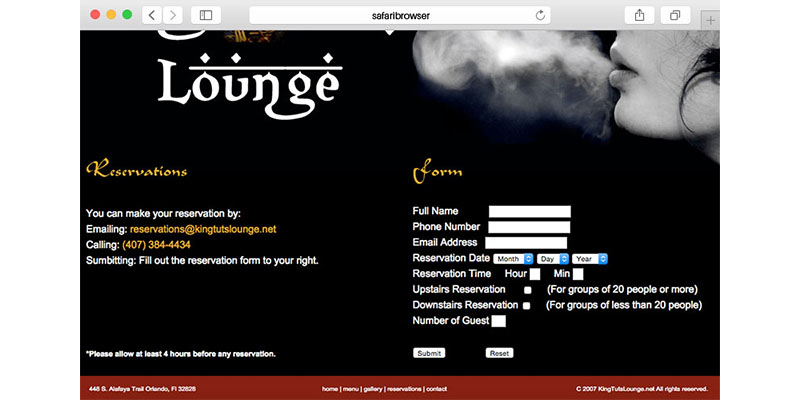 safaribrowser
Lounge
Reservations
You can make your reservation by:
Emailing: reservations@kingtutslounge.net
Calling: (407) 384-4434
Sumbitting: Fill out the reservation form to your right.
*Please allow at least 4 hours before any reservation.
Form
Full Name
Phone Number
Email Address
Reservation Date Month Day Year
Reservation Time Hour Min
Upstairs Reservation (For groups of 20 people or more)
Downstairs Reservation (For groups of less than 20 people)
Number of Guest
Submit Reset
448 S. Alafaya Trail Orlando, Fl 32828
home | menu | gallery | reservations | contact
© 2007 KingTutsLounge.net All rights reserved.